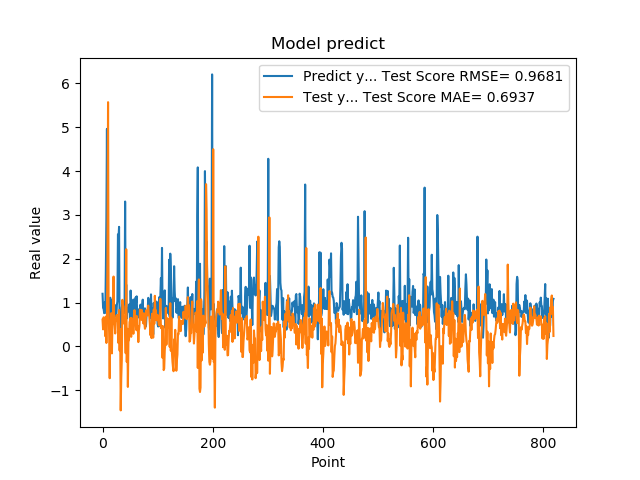 Model predict
Predict y... Test Score RMSE= 0.9681
Test y... Test Score MAE= 0.6937
6
5
4
3
2
1
0
−1
Real value
0 200 400 600 800
Point